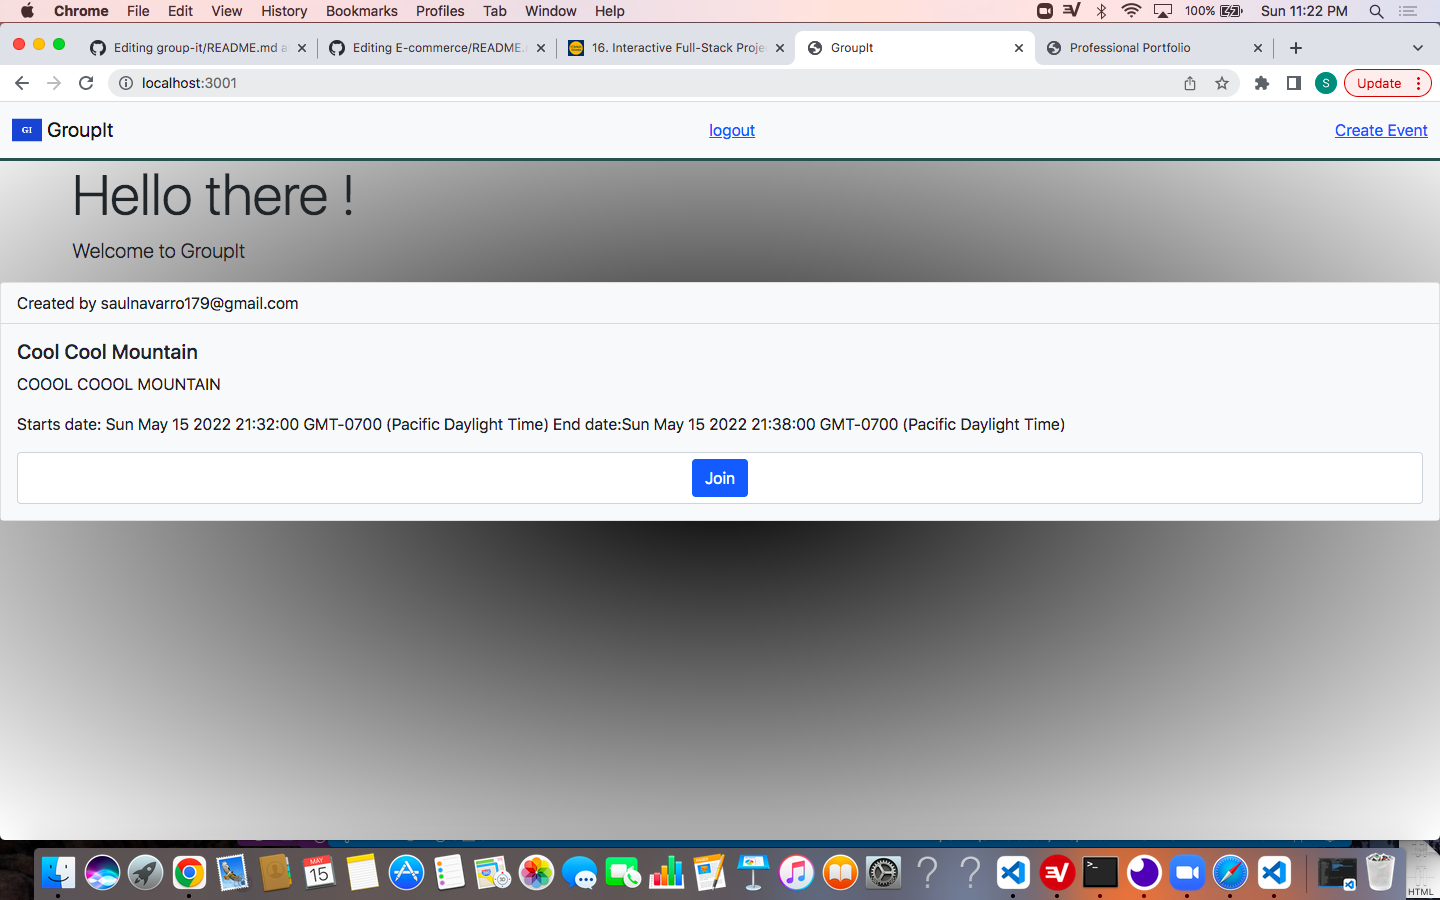 Chrome File Edit View History Bookmarks Profiles Tab Window Help 100% Sun 11:22 PM
Editing group-it/README.md a Editing E-commerce/README. 16. Interactive Full-Stack Proje GroupIt Professional Portfolio
localhost:3001 S Update
GI GroupIt logout Create Event
Hello there !
Welcome to GroupIt
Created by saulnavarro179@gmail.com
Cool Cool Mountain
COOOL COOOL MOUNTAIN
Starts date: Sun May 15 2022 21:32:00 GMT-0700 (Pacific Daylight Time) End date:Sun May 15 2022 21:38:00 GMT-0700 (Pacific Daylight Time)
Join
MAY
15
HTML